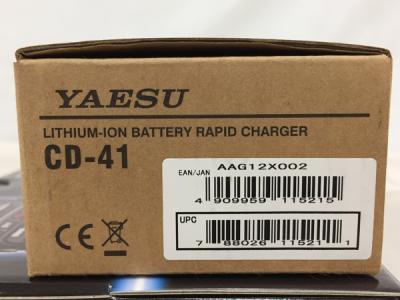 YAESU
LITHIUM-ION BATTERY RAPID CHARGER
CD-41
EAN/JAN AAG12X002
4 909959 115215
UPC
7 88026 11521 1
CE